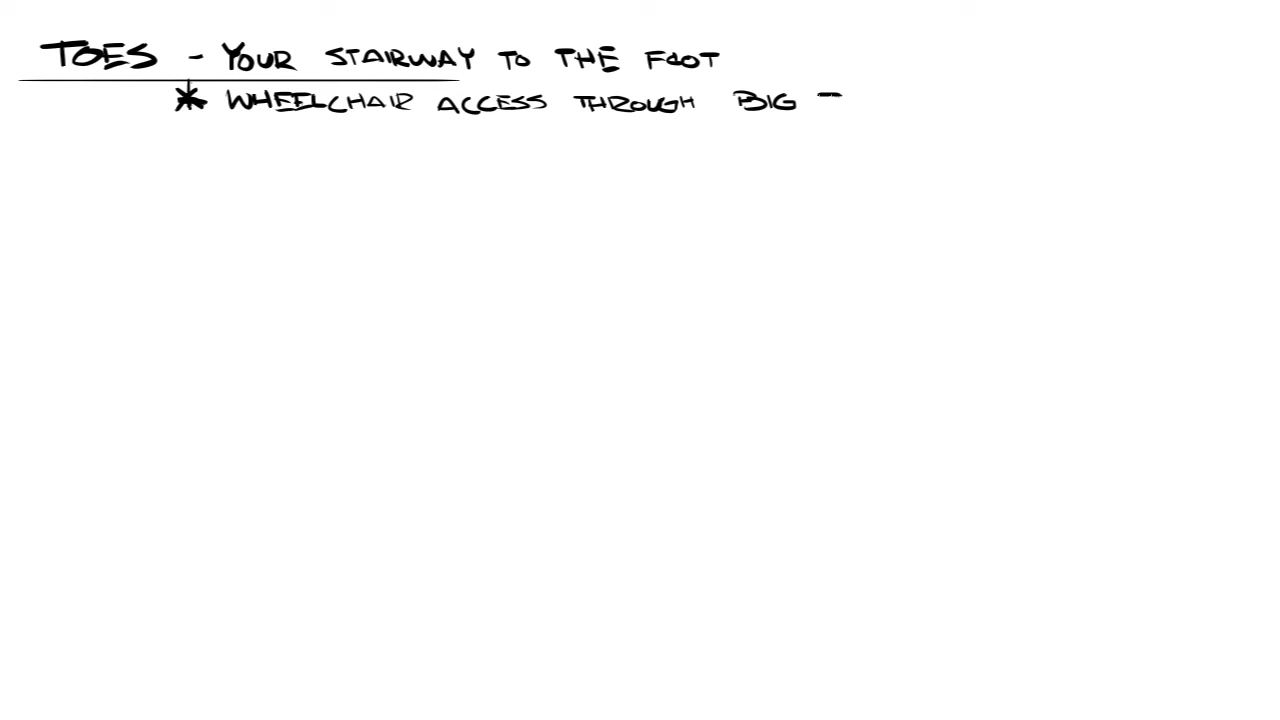 TOES - YOUR STAIRWAY TO THE FOOT
* WHEELCHAIR ACCESS THROUGH BIG